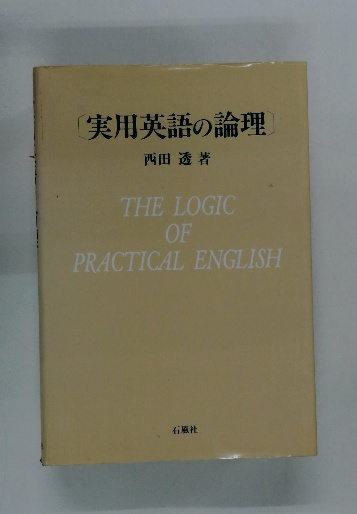 〔実用英語の論理〕
西田 透 著
THE LOGIC
OF
PRACTICAL ENGLISH
石風社